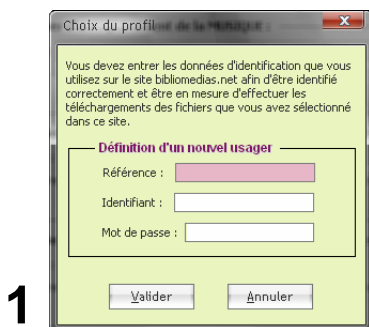 Choix du profil
Vous devez entrer les données d'identification que vous
utilisez sur le site bibliomedias.net afin d'être identifié
correctement et être en mesure d'effectuer les
téléchargements des fichiers que vous avez sélectionné
dans ce site.
Définition d'un nouvel usager
Référence :
Identifiant :
Mot de passe :
1
Valider
Annuler